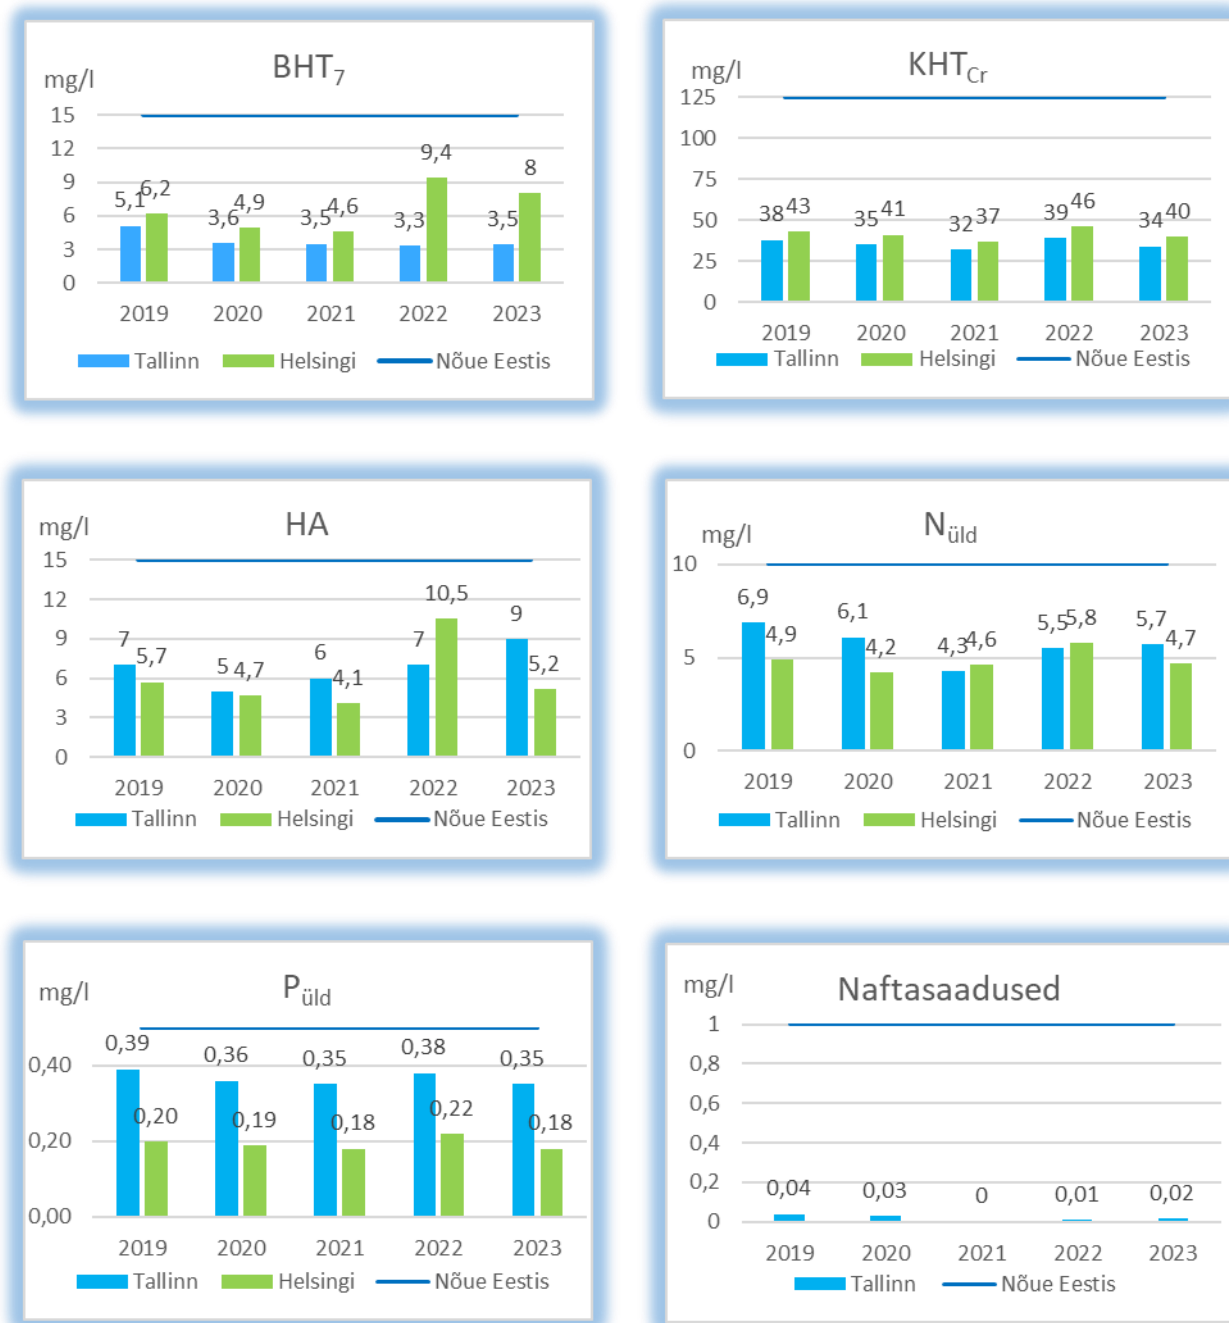 BHT7
mg/l
15
12
9
6
3
0
5,1
6,2
3,6
4,9
3,5
4,6
3,3
9,4
3,5
8
2019 2020 2021 2022 2023
Tallinn Helsingi Nõue Eestis
KHTCr
mg/l
125
100
75
50
25
0
38 43 35 41 32 37 39 46 34 40
2019 2020 2021 2022 2023
Tallinn Helsingi Nõue Eestis
HA
mg/l
15
12
9
6
3
0
7
5,7
5
4,7
6
4,1
7
10,5
9
5,2
2019 2020 2021 2022 2023
Tallinn Helsingi Nõue Eestis
Nüld
mg/l
10
5
0
6,9
4,9
6,1
4,2
4,3
4,6
5,5
5,8
5,7
4,7
2019 2020 2021 2022 2023
Tallinn Helsingi Nõue Eestis
Püld
mg/l
0,40
0,20
0,00
0,39
0,20
0,36
0,19
0,35
0,18
0,38
0,22
0,35
0,18
2019 2020 2021 2022 2023
Tallinn Helsingi Nõue Eestis
Naftasaadused
mg/l
1
0,8
0,6
0,4
0,2
0
0,04 0,03 0 0,01 0,02
2019 2020 2021 2022 2023
Tallinn Nõue Eestis